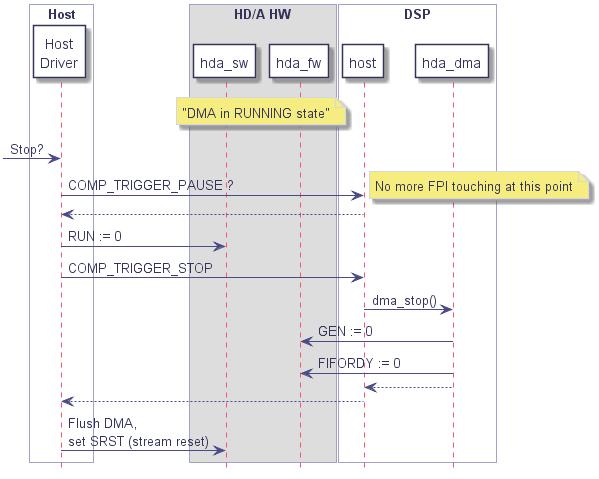 Host
HD/A HW
DSP
Host
Driver
hda_sw
hda_fw
host
hda_dma
"DMA in RUNNING state"
Stop?
COMP_TRIGGER_PAUSE ?
No more FPI touching at this point
RUN := 0
COMP_TRIGGER_STOP
dma_stop()
GEN := 0
FIFORDY := 0
Flush DMA,
set SRST (stream reset)